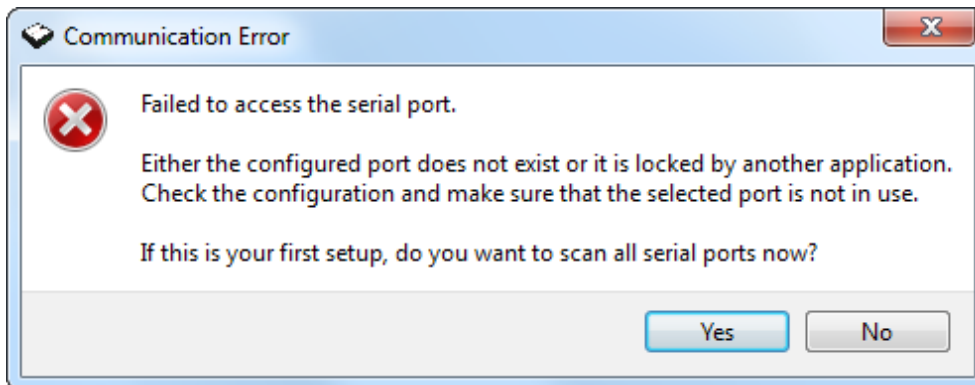 Communication Error
Failed to access the serial port.
Either the configured port does not exist or it is locked by another application.
Check the configuration and make sure that the selected port is not in use.
If this is your first setup, do you want to scan all serial ports now?
Yes
No